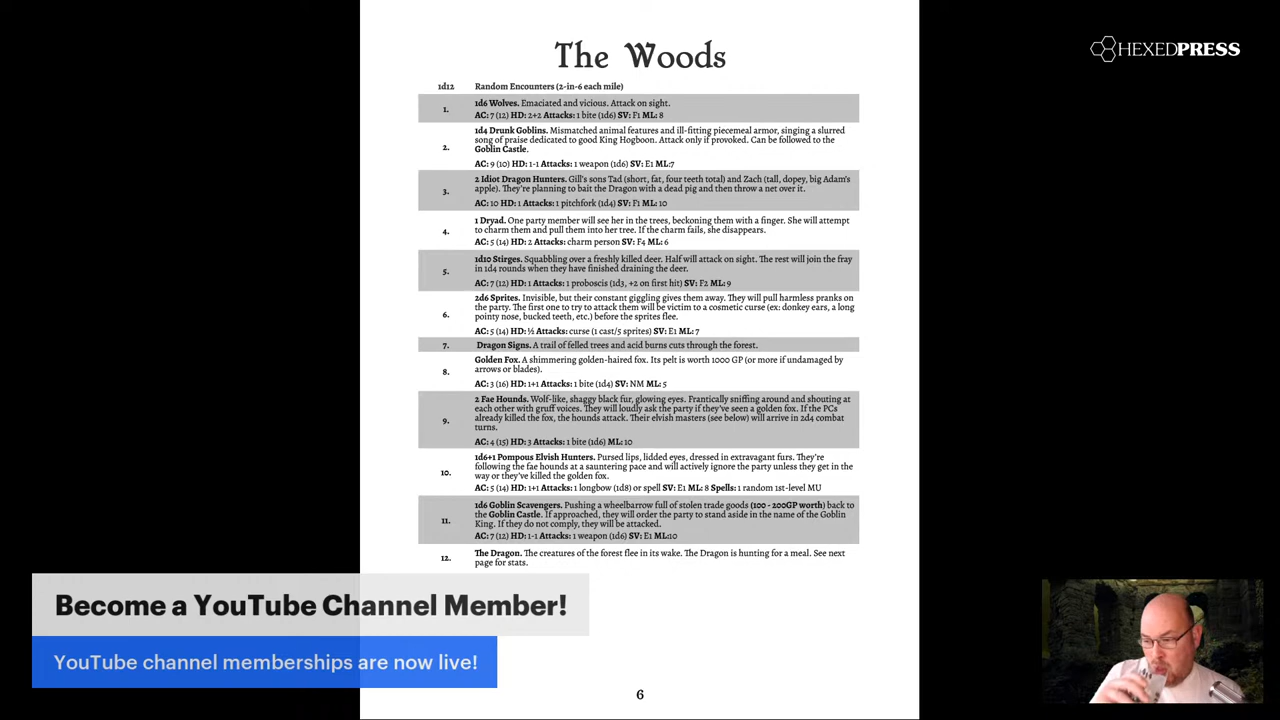 The Woods
HEXEDPRESS
1d12 Random Encounters (2-in-6 each mile)
1. 1d6 Wolves. Emaciated and vicious. Attack on sight.
AC: 7 (12) HD: 2+2 Attacks: 1 bite (1d6) SV: F1 ML: 8
2. 1d4 Drunk Goblins. Mismatched animal features and ill-fitting piecemeal armor, singing a slurred
song of praise dedicated to good King Hogboon. Attack only if provoked. Can be followed to the
Goblin Castle.
AC: 9 (10) HD: 1-1 Attacks: 1 weapon (1d6) SV: E1 ML:7
3. 2 Idiot Dragon Hunters. Gill's sons Tad (short, fat, four teeth total) and Zach (tall, dopey, big Adam's
apple). They're planning to bait the Dragon with a dead pig and then throw a net over it.
AC: 10 HD: 1 Attacks: 1 pitchfork (1d4) SV: F1 ML: 10
4. 1 Dryad. One party member will see her in the trees, beckoning them with a finger. She will attempt
to charm them and pull them into her tree. If the charm fails, she disappears.
AC: 5 (14) HD: 2 Attacks: charm person SV: F4 ML: 6
5. 1d10 Stirges. Squabbling over a freshly killed deer. Half will attack on sight. The rest will join the fray
in 1d4 rounds when they have finished draining the deer.
AC: 7 (12) HD: 1 Attacks: 1 proboscis (1d3, +2 on first hit) SV: F2 ML: 9
6. 2d6 Sprites. Invisible, but their constant giggling gives them away. They will pull harmless pranks on
the party. The first one to try to attack them will be victim to a cosmetic curse (ex: donkey ears, a long
pointy nose, bucked teeth, etc.) before the sprites flee.
AC: 5 (14) HD: ½ Attacks: curse (1 cast/5 sprites) SV: E1 ML: 7
7. Dragon Signs. A trail of felled trees and acid burns cuts through the forest.
8. Golden Fox. A shimmering golden-haired fox. Its pelt is worth 1000 GP (or more if undamaged by
arrows or blades).
AC: 3 (16) HD: 1+1 Attacks: 1 bite (1d4) SV: NM ML: 5
9. 2 Fae Hounds. Wolf-like, shaggy black fur, glowing eyes. Frantically sniffing around and shouting at
each other with gruff voices. They will loudly ask the party if they've seen a golden fox. If the PCs
already killed the fox, the hounds attack. Their elvish masters (see below) will arrive in 2d4 combat
turns.
AC: 4 (15) HD: 3 Attacks: 1 bite (1d6) ML: 10
10. 1d6+1 Pompous Elvish Hunters. Pursed lips, lidded eyes, dressed in extravagant furs. They're
following the fae hounds at a sauntering pace and will actively ignore the party unless they get in the
way or they've killed the golden fox.
AC: 5 (14) HD: 1+1 Attacks: 1 longbow (1d8) or spell SV: E1 ML: 8 Spells: 1 random 1st-level MU
11. 1d6 Goblin Scavengers. Pushing a wheelbarrow full of stolen trade goods (100 - 200GP worth) back to
the Goblin Castle. If approached, they will order the party to stand aside in the name of the Goblin
King. If they do not comply, they will be attacked.
AC: 7 (12) HD: 1-1 Attacks: 1 weapon (1d6) SV: E1 ML:10
12. The Dragon. The creatures of the forest flee in its wake. The Dragon is hunting for a meal. See next
page for stats.
Become a YouTube Channel Member!
YouTube channel memberships are now live!
6